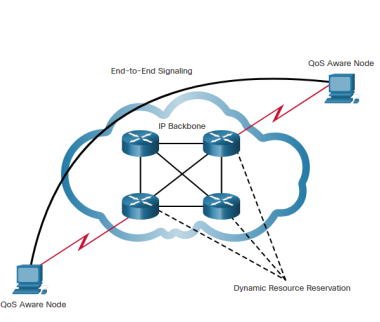 QoS Aware Node
End-to-End Signaling
IP Backbone
Dynamic Resource Reservation
QoS Aware Node